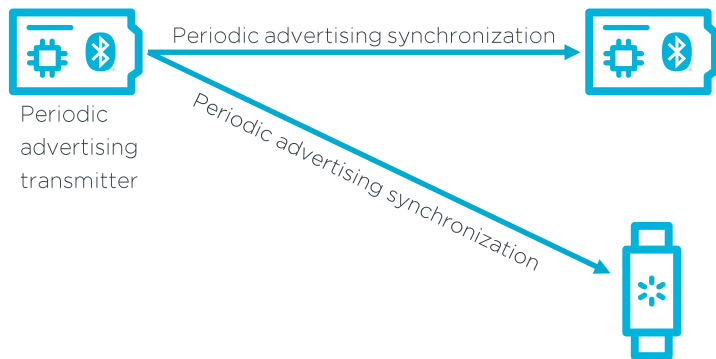 Periodic advertising synchronization
Periodic advertising synchronization
Periodic
advertising
transmitter